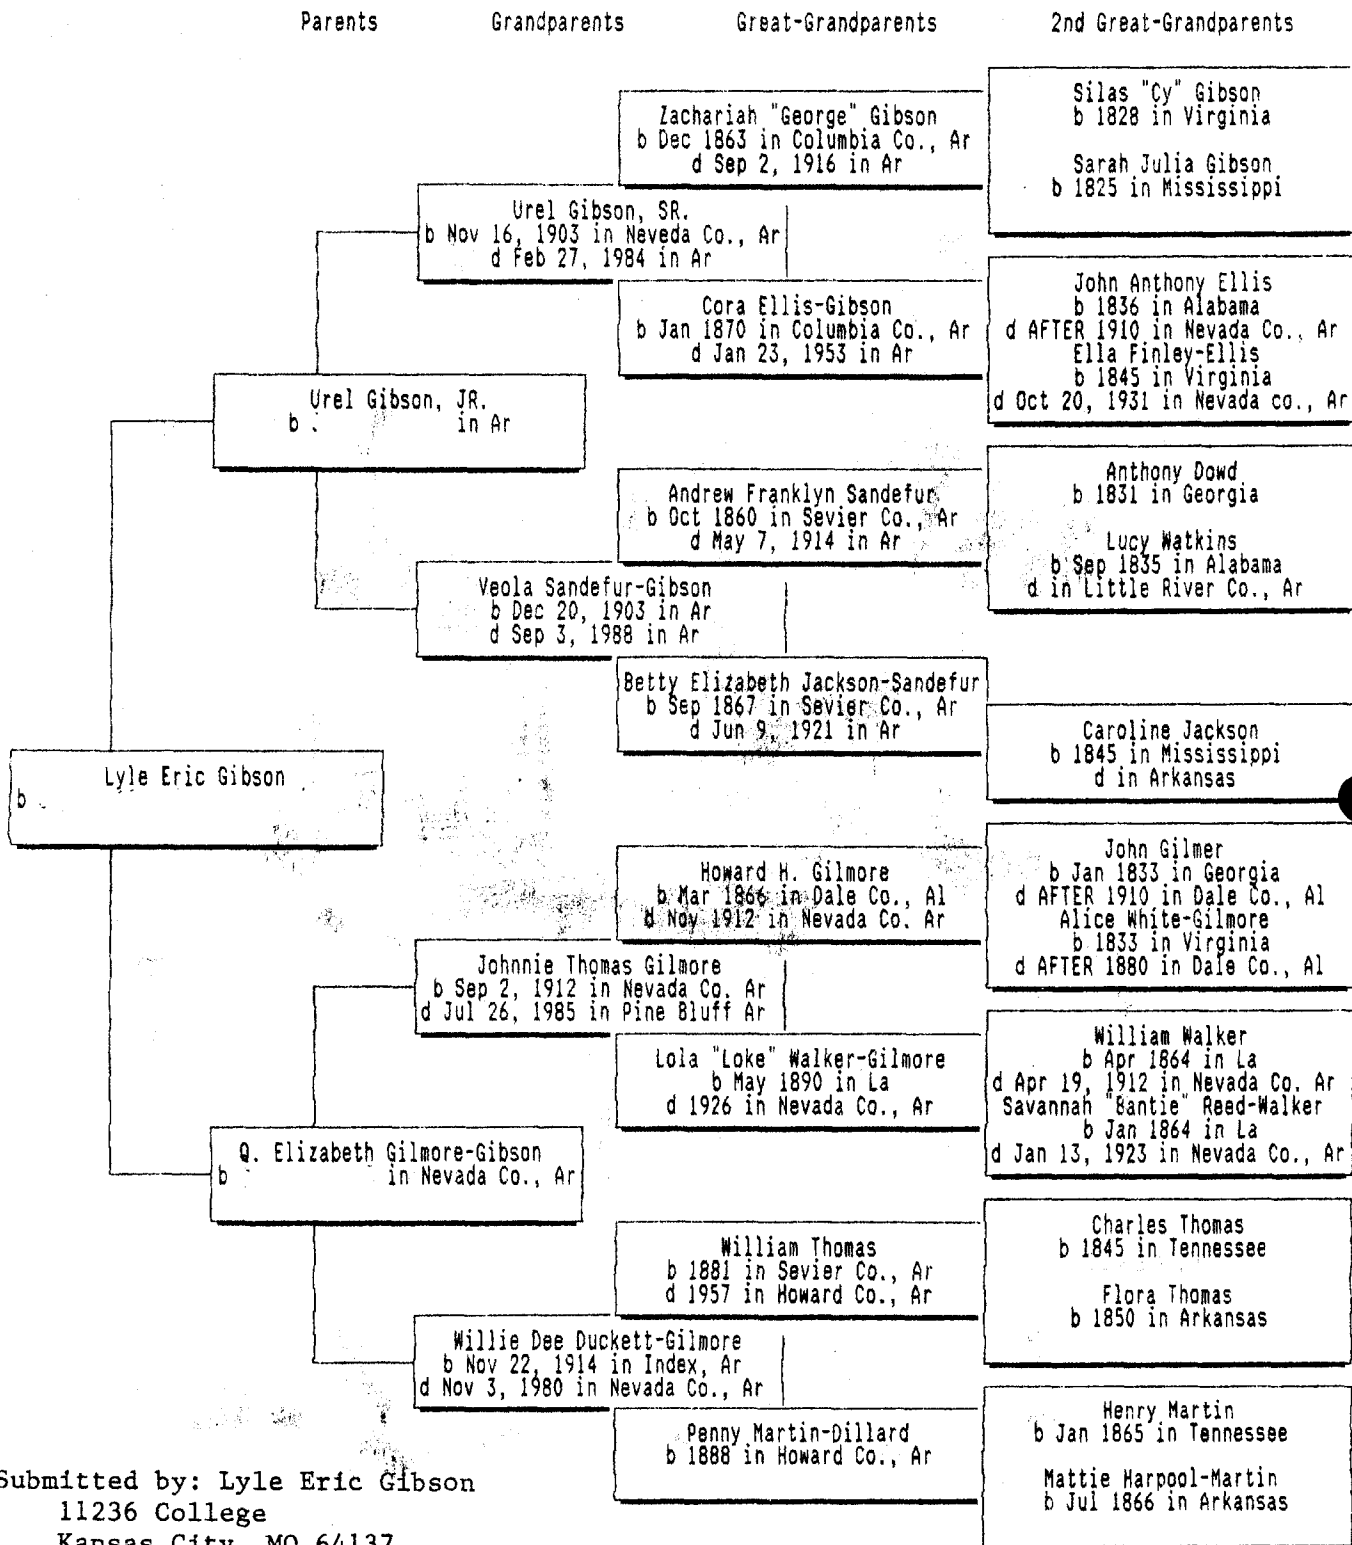 Parents Grandparents Great-Grandparents 2nd Great-Grandparents
Silas "Cy" Gibson
b 1828 in Virginia
Sarah Julia Gibson
b 1825 in Mississippi
Zachariah "George" Gibson
b Dec 1863 in Columbia Co., Ar
d Sep 2, 1916 in Ar
Urel Gibson, SR.
b Nov 16, 1903 in Neveda Co., Ar
d Feb 27, 1984 in Ar
John Anthony Ellis
b 1836 in Alabama
d AFTER 1910 in Nevada Co., Ar
Ella Finley-Ellis
b 1845 in Virginia
d Oct 20, 1931 in Nevada co., Ar
Cora Ellis-Gibson
b Jan 1870 in Columbia Co., Ar
d Jan 23, 1953 in Ar
Urel Gibson, JR.
b in Ar
Anthony Dowd
b 1831 in Georgia
Lucy Watkins
b Sep 1835 in Alabama
d in Little River Co., Ar
Andrew Franklyn Sandefur
b Oct 1860 in Sevier Co., Ar
d May 7, 1914 in Ar
Veola Sandefur-Gibson
b Dec 20, 1903 in Ar
d Sep 3, 1988 in Ar
Betty Elizabeth Jackson-Sandefur
b Sep 1867 in Sevier Co., Ar
d Jun 9, 1921 in Ar
Caroline Jackson
b 1845 in Mississippi
d in Arkansas
Lyle Eric Gibson
b
John Gilmer
b Jan 1833 in Georgia
d AFTER 1910 in Dale Co., Al
Alice White-Gilmore
b 1833 in Virginia
d AFTER 1880 in Dale Co., Al
Howard H. Gilmore
b Mar 1866 in Dale Co., Al
d Nov 1912 in Nevada Co. Ar
Johnnie Thomas Gilmore
b Sep 2, 1912 in Nevada Co. Ar
d Jul 26, 1985 in Pine Bluff Ar
William Walker
b Apr 1864 in La
d Apr 19, 1912 in Nevada Co. Ar
Savannah "Bantie" Reed-Walker
b Jan 1864 in La
d Jan 13, 1923 in Nevada Co., Ar
Lola "Loke" Walker-Gilmore
b May 1890 in La
d 1926 in Nevada Co., Ar
Q. Elizabeth Gilmore-Gibson
b in Nevada Co., Ar
Charles Thomas
b 1845 in Tennessee
Flora Thomas
b 1850 in Arkansas
William Thomas
b 1881 in Sevier Co., Ar
d 1957 in Howard Co., Ar
Willie Dee Duckett-Gilmore
b Nov 22, 1914 in Index, Ar
d Nov 3, 1980 in Nevada Co., Ar
Henry Martin
b Jan 1865 in Tennessee
Mattie Harpool-Martin
b Jul 1866 in Arkansas
Penny Martin-Dillard
b 1888 in Howard Co., Ar
Submitted by: Lyle Eric Gibson
11236 College
Kansas City, MO 64137